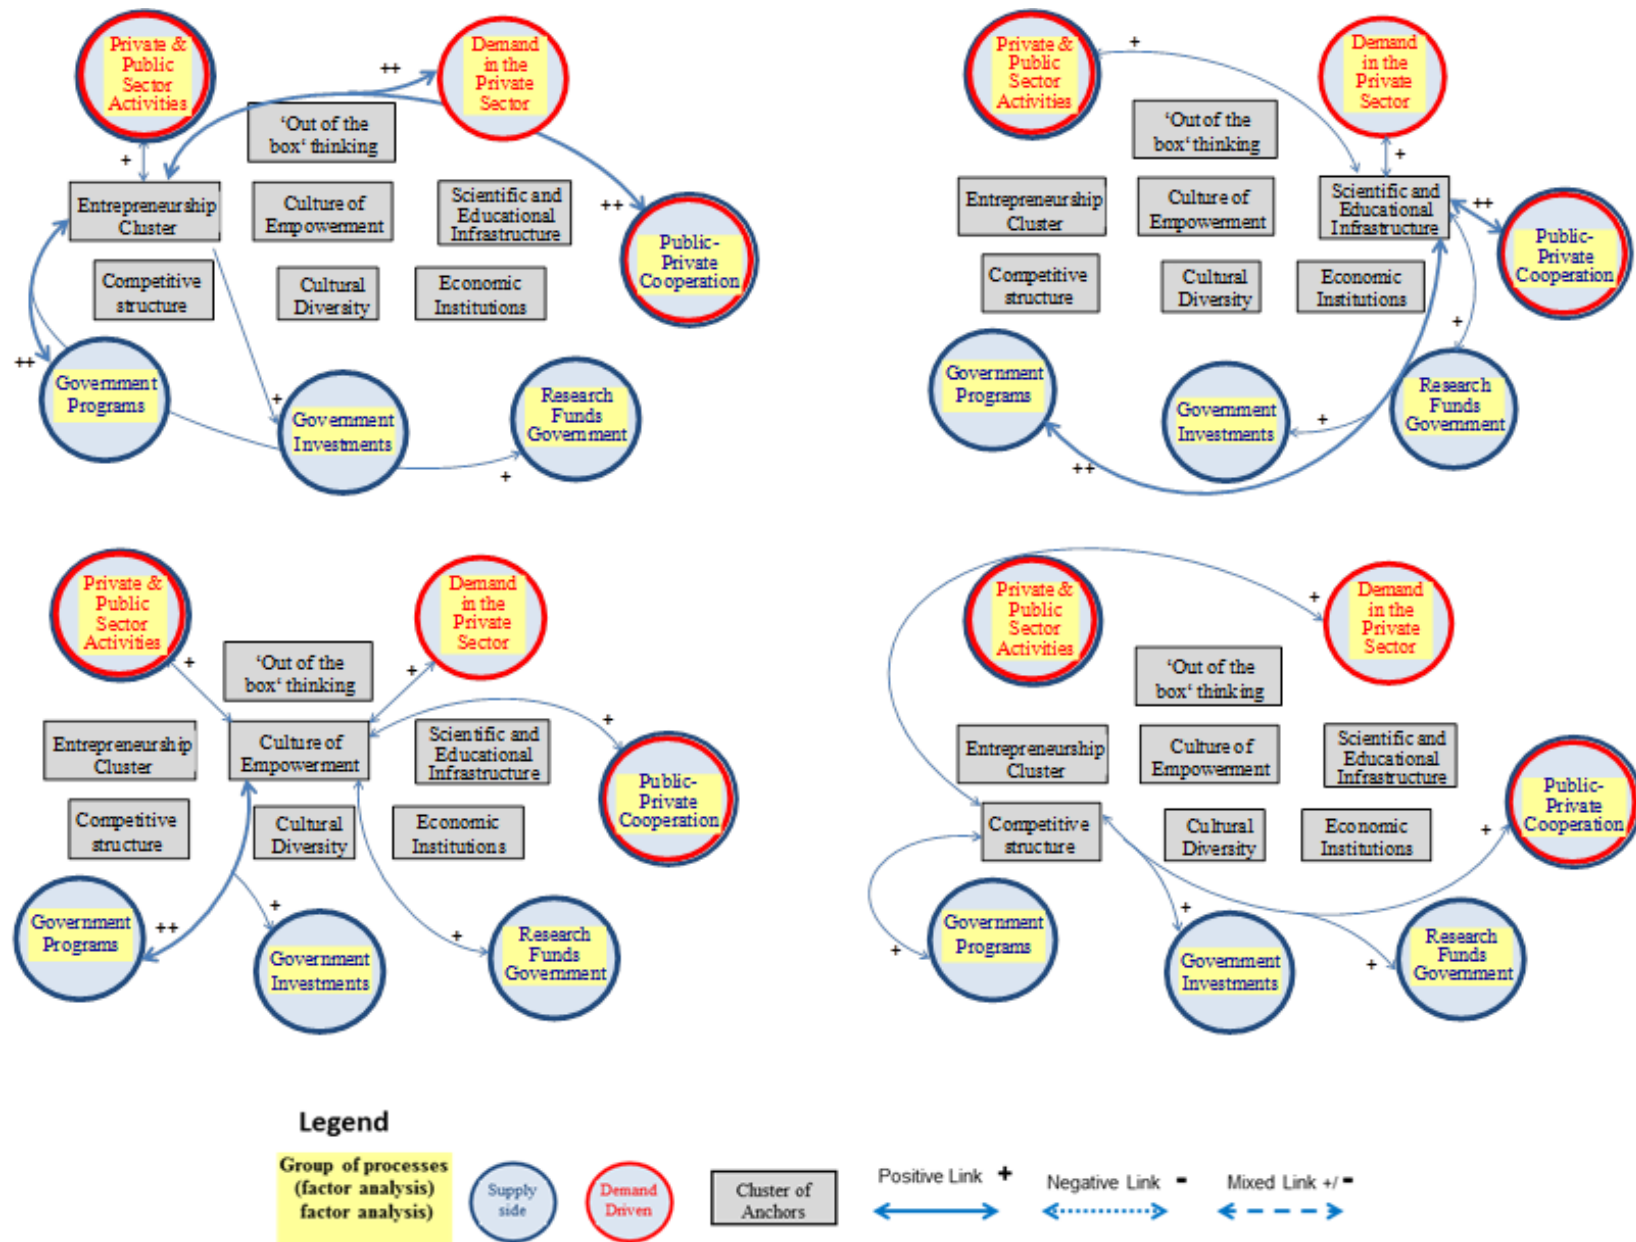 Private &
Public
Sector
Activities
++
Demand
in the
Private
Sector
'Out of the
box' thinking
+
Entrepreneurship
Cluster
Culture of
Empowerment
Scientific and
Educational
Infrastructure
++
Public-
Private
Cooperation
Competitive
structure
Cultural
Diversity
Economic
Institutions
++
Government
Programs
+
Government
Investments
Research
Funds
Government
+
Private &
Public
Sector
Activities
+
Demand
in the
Private
Sector
'Out of the
box' thinking
+
Entrepreneurship
Cluster
Culture of
Empowerment
Scientific and
Educational
Infrastructure
++
Public-
Private
Cooperation
Competitive
structure
Cultural
Diversity
Economic
Institutions
+
Government
Programs
Government
Investments
+
Research
Funds
Government
++
Private &
Public
Sector
Activities
+
Demand
in the
Private
Sector
+
'Out of the
box' thinking
Entrepreneurship
Cluster
Culture of
Empowerment
Scientific and
Educational
Infrastructure
+
Public-
Private
Cooperation
Competitive
structure
Cultural
Diversity
Economic
Institutions
Government
Programs
++
+
Government
Investments
+
Research
Funds
Government
Private &
Public
Sector
Activities
+
Demand
in the
Private
Sector
'Out of the
box' thinking
Entrepreneurship
Cluster
Culture of
Empowerment
Scientific and
Educational
Infrastructure
Public-
Private
Cooperation
Competitive
structure
Cultural
Diversity
Economic
Institutions
+
Government
Programs
+
+
Government
Investments
+
Research
Funds
Government
Legend
Group of processes
(factor analysis)
factor analysis)
Supply
side
Demand
Driven
Cluster of
Anchors
Positive Link +
Negative Link -
Mixed Link +/-